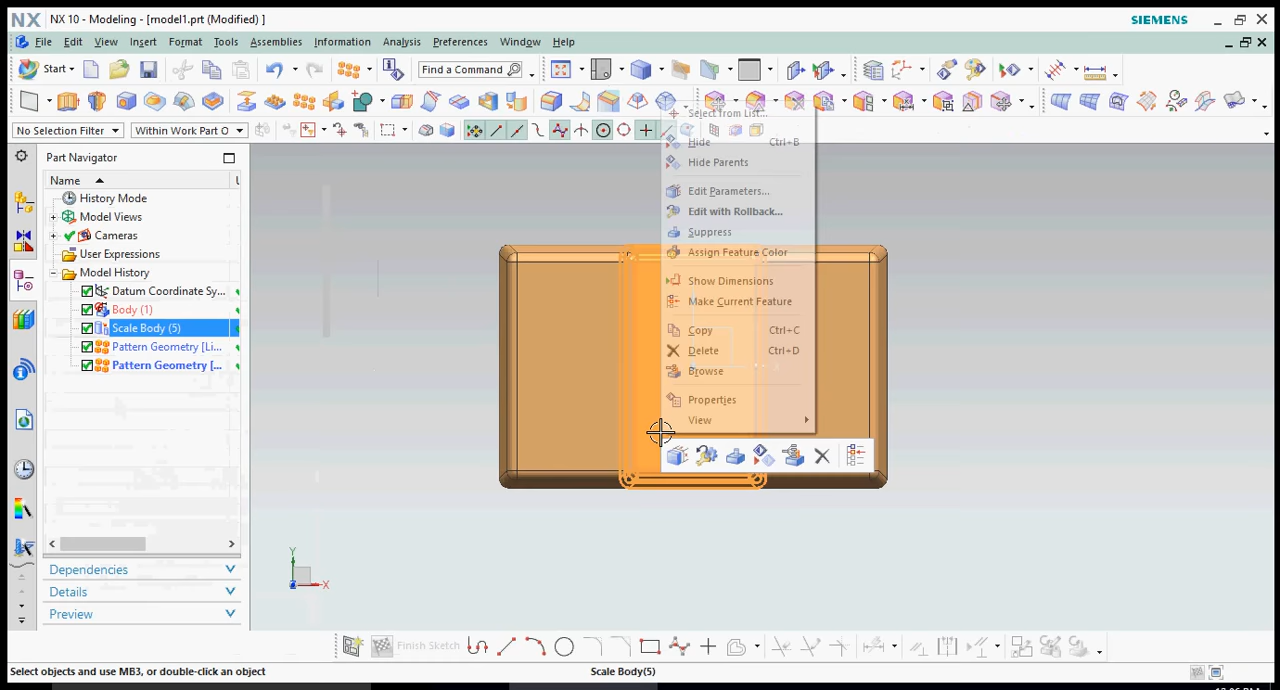 NX NX 10 - Modeling - [model1.prt (Modified) ] SIEMENS
File Edit View Insert Format Tools Assemblies Information Analysis Preferences Window Help
Start Find a Command
No Selection Filter Within Work Part O
Part Navigator
Name
History Mode
Model Views
Cameras
User Expressions
Model History
Datum Coordinate Sy...
Body (1)
Scale Body (5)
Pattern Geometry [Li...
Pattern Geometry [...
Dependencies
Details
Preview
Select from List...
Hide Ctrl+B
Hide Parents
Edit Parameters...
Edit with Rollback...
Suppress
Assign Feature Color
Show Dimensions
Make Current Feature
Copy Ctrl+C
Delete Ctrl+D
Browse
Properties
View
Y
X
Finish Sketch
Select objects and use MB3, or double-click an object Scale Body(5)